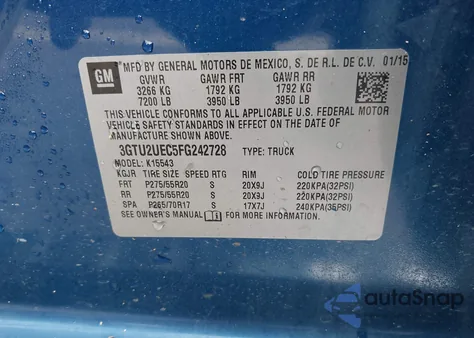 GM
MFD BY GENERAL MOTORS DE MEXICO, S. DE R.L. DE C.V. 01/15
GVWR GAWR FRT GAWR RR
3266 KG 1792 KG 1792 KG
7200 LB 3950 LB 3950 LB
THIS VEHICLE CONFORMS TO ALL APPLICABLE U.S. FEDERAL MOTOR
VEHICLE SAFETY STANDARDS IN EFFECT ON THE DATE OF
MANUFACTURE SHOWN ABOVE.
3GTU2UEC5FG242728 TYPE: TRUCK
MODEL: K15543
KGJR TIRE SIZE SPEED RTG RIM COLD TIRE PRESSURE
FRT P275/55R20 S 20X9J 220KPA(32PSI)
RR P275/55R20 S 20X9J 220KPA(32PSI)
SPA P265/70R17 S 17X7J 240KPA(35PSI)
SEE OWNER'S MANUAL FOR MORE INFORMATION.
autoSnap